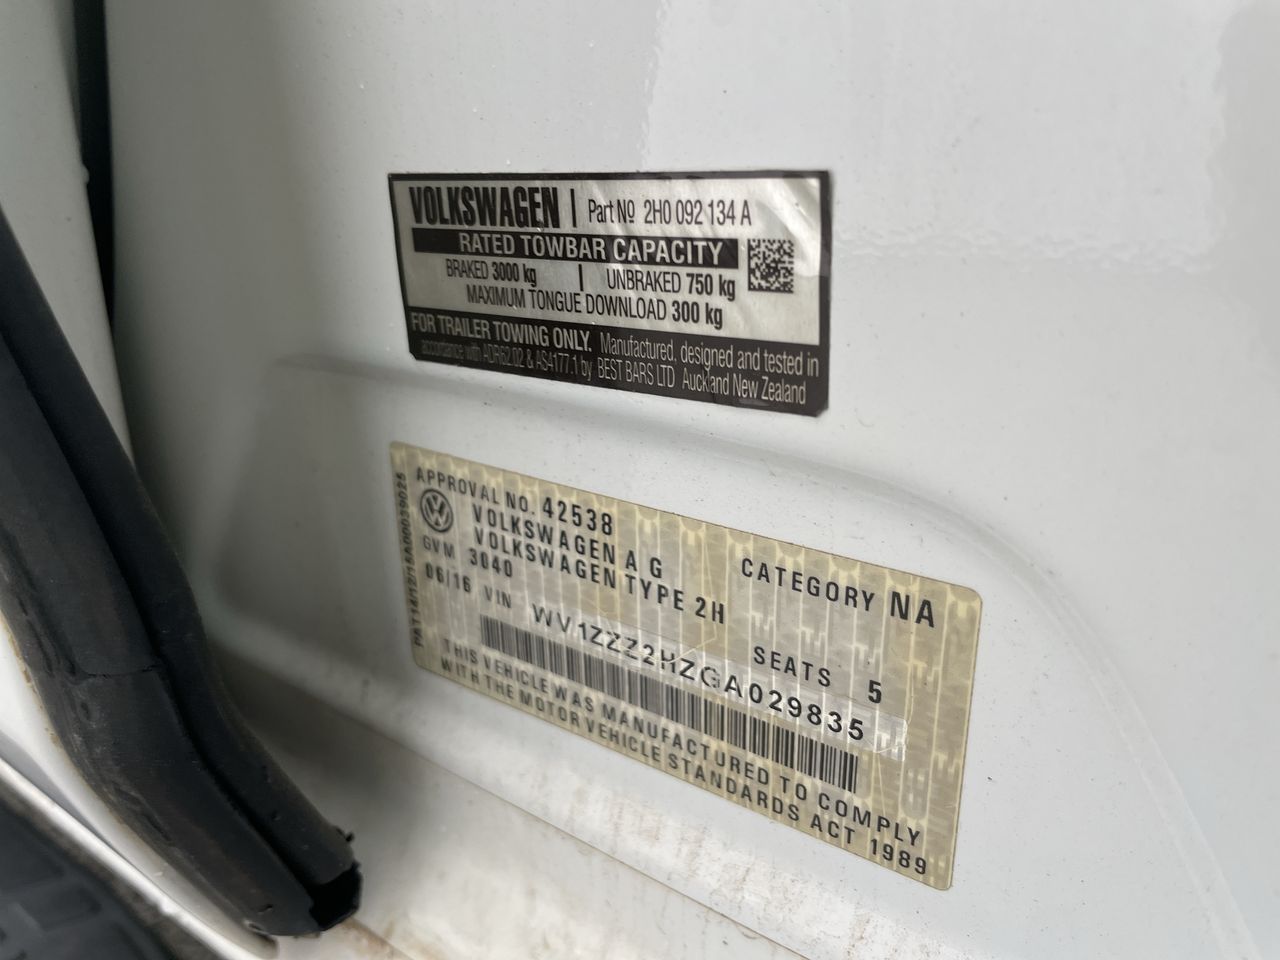 VOLKSWAGEN | Part Nº 2H0 092 134 A
RATED TOWBAR CAPACITY
BRAKED 3000 kg | UNBRAKED 750 kg
MAXIMUM TONGUE DOWNLOAD 300 kg
FOR TRAILER TOWING ONLY. Manufactured, designed and tested in
accordance with ADR62.02 & AS4177.1 by BEST BARS LTD Auckland New Zealand
APPROVAL NO. 42538 CATEGORY NA
VOLKSWAGEN A G
VOLKSWAGEN TYPE 2H
GVM 3040 SEATS 5
06/16 VIN WV1ZZZ2HZGA029835
THIS VEHICLE WAS MANUFACTURED TO COMPLY
WITH THE MOTOR VEHICLE STANDARDS ACT 1989